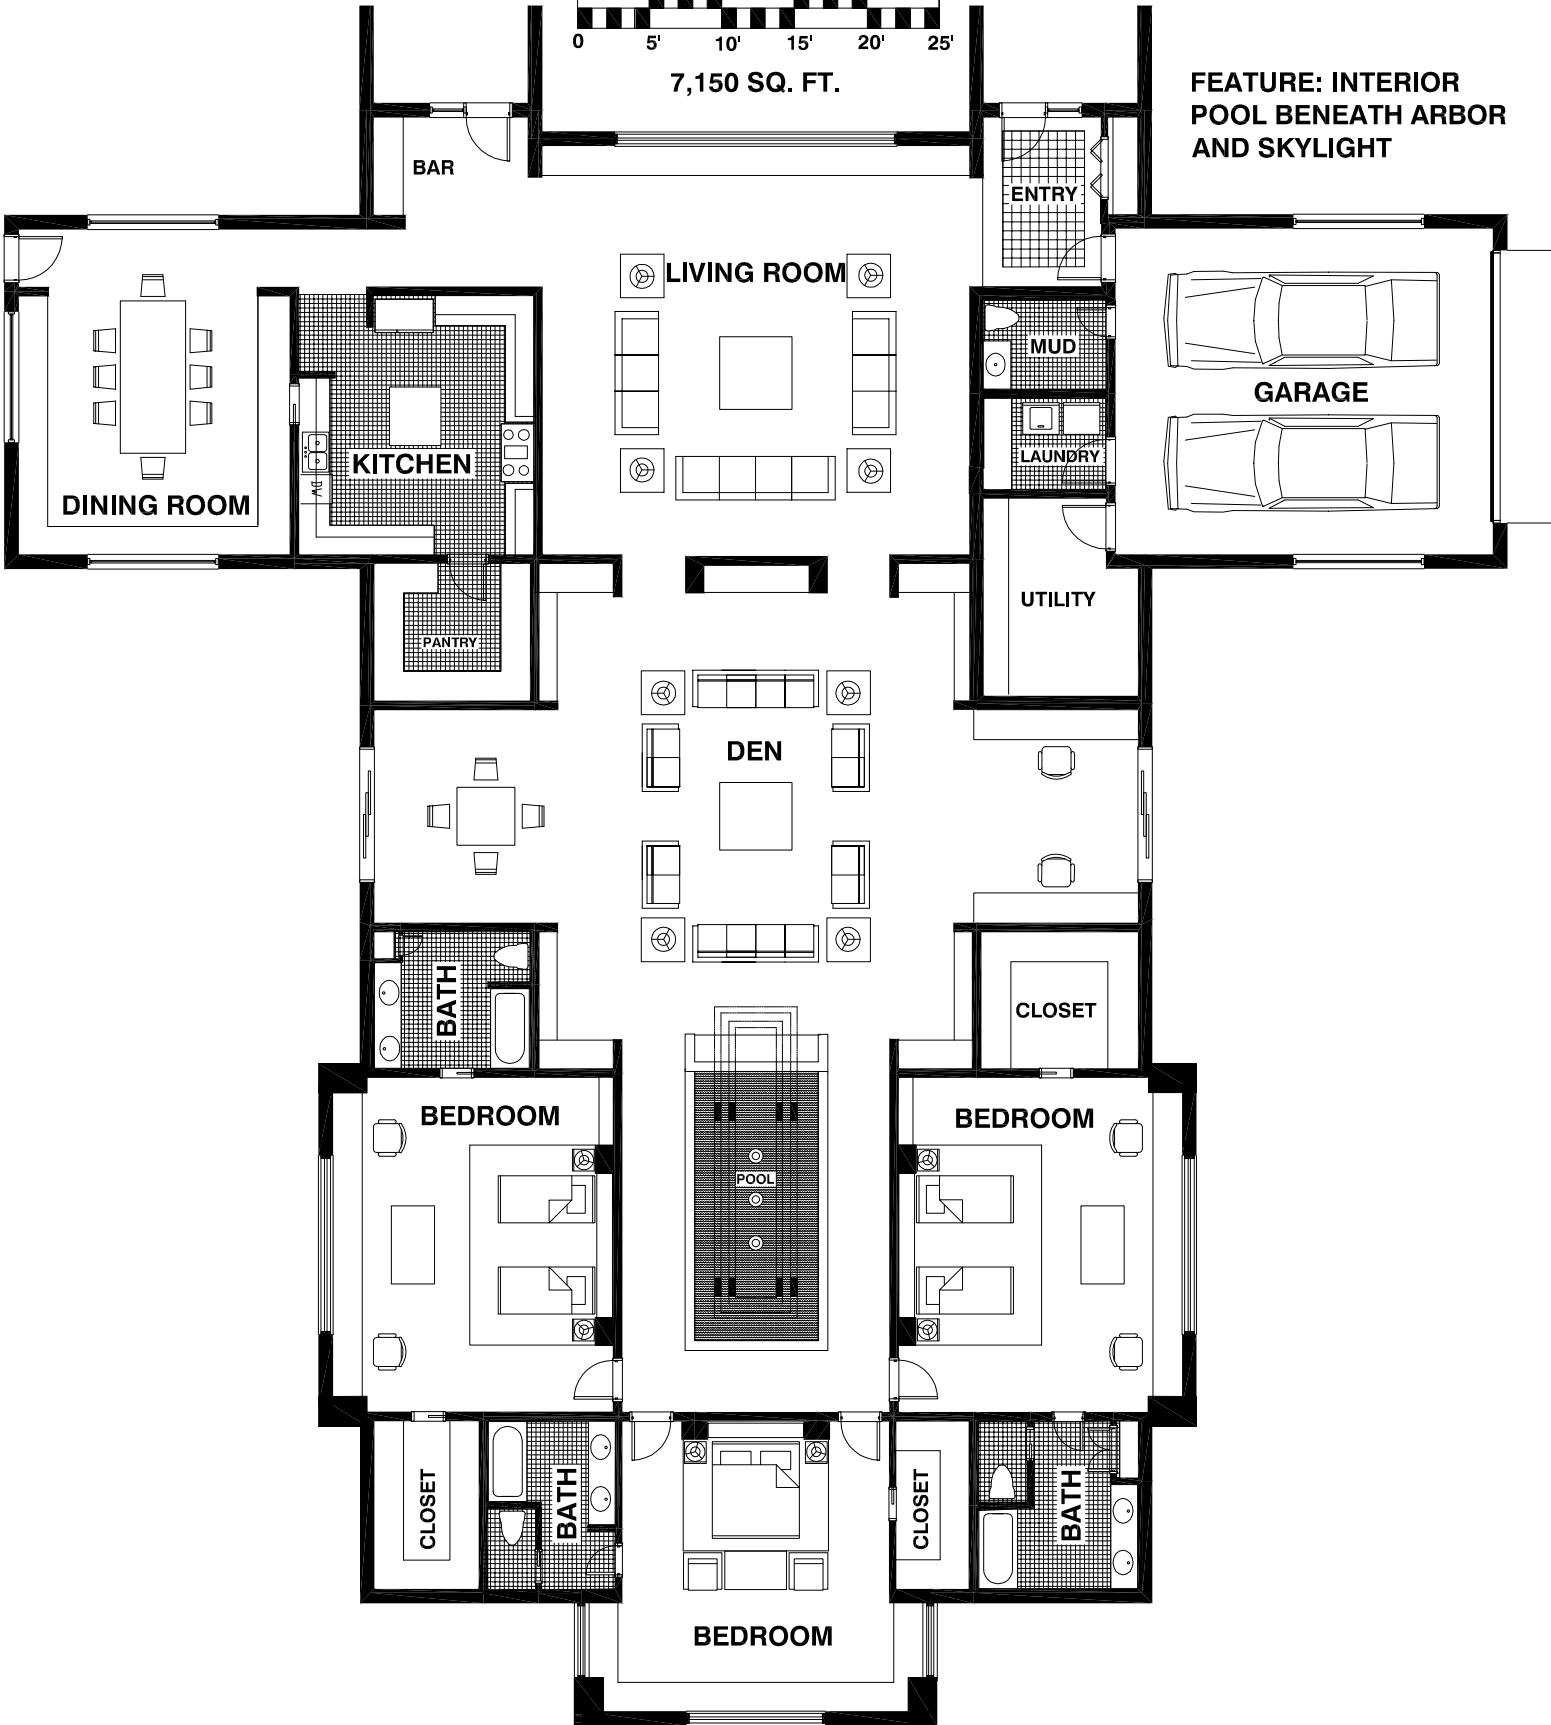 0 5' 10' 15' 20' 25'
7,150 SQ. FT.
FEATURE: INTERIOR
POOL BENEATH ARBOR
AND SKYLIGHT
BAR
ENTRY
LIVING ROOM
MUD
GARAGE
LAUNDRY
KITCHEN
DW
DINING ROOM
UTILITY
PANTRY
DEN
BATH
CLOSET
BEDROOM
BEDROOM
POOL
CLOSET
BATH
CLOSET
BATH
BEDROOM